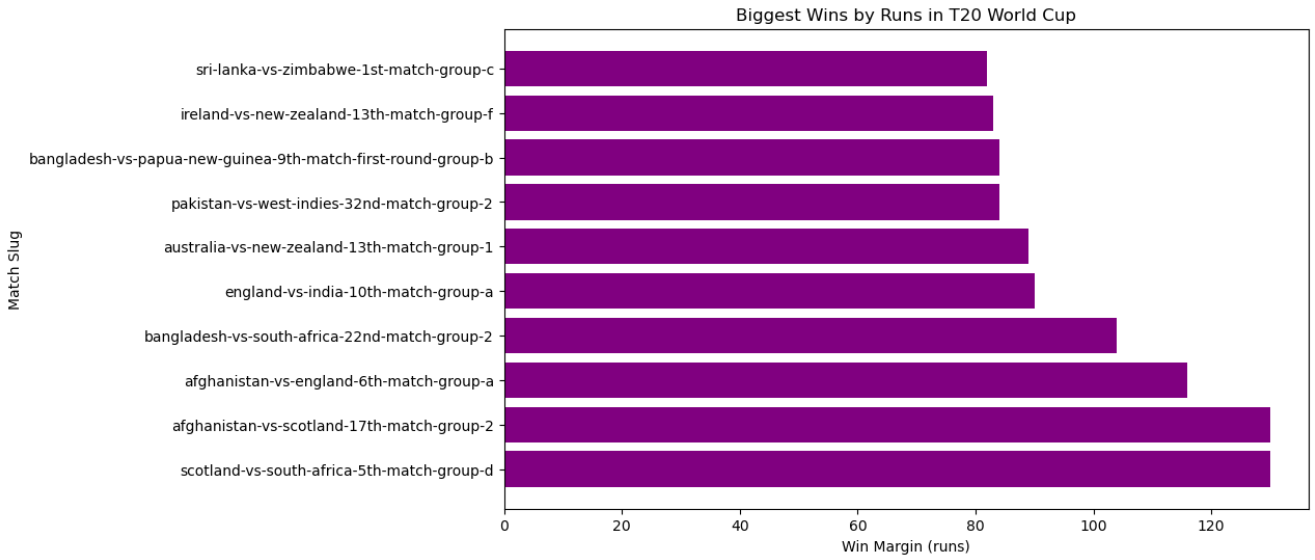 Biggest Wins by Runs in T20 World Cup
Match Slug
sri-lanka-vs-zimbabwe-1st-match-group-c
ireland-vs-new-zealand-13th-match-group-f
bangladesh-vs-papua-new-guinea-9th-match-first-round-group-b
pakistan-vs-west-indies-32nd-match-group-2
australia-vs-new-zealand-13th-match-group-1
england-vs-india-10th-match-group-a
bangladesh-vs-south-africa-22nd-match-group-2
afghanistan-vs-england-6th-match-group-a
afghanistan-vs-scotland-17th-match-group-2
scotland-vs-south-africa-5th-match-group-d
0 20 40 60 80 100 120
Win Margin (runs)